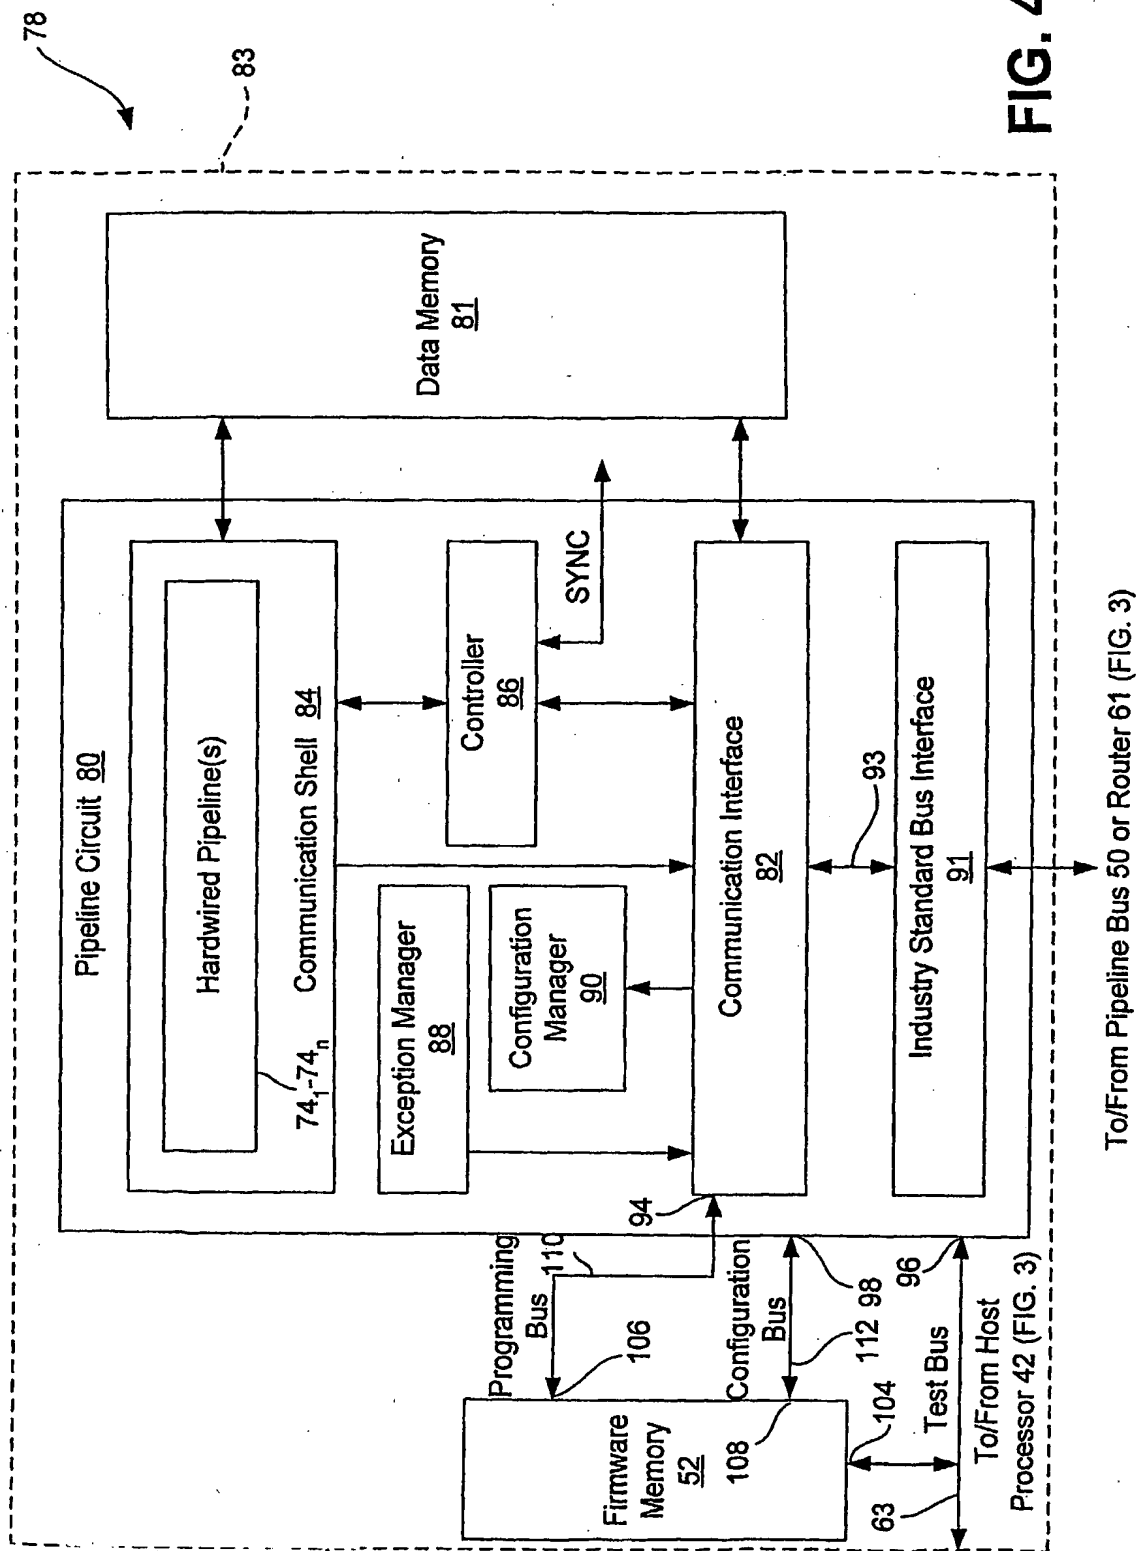 78
83
Pipeline Circuit 80
Hardwired Pipeline(s)
74₁-74ₙ
Communication Shell 84
Data Memory
81
Exception Manager
88
Controller
86
SYNC
Configuration
Manager
90
Programming
Bus
110
94
106
Communication Interface
82
Firmware
Memory
52
Configuration
Bus
98
112
108
93
104
Industry Standard Bus Interface
91
96
Test Bus
63
To/From Host
Processor 42 (FIG. 3)
To/From Pipeline Bus 50 or Router 61 (FIG. 3)
FIG. 4